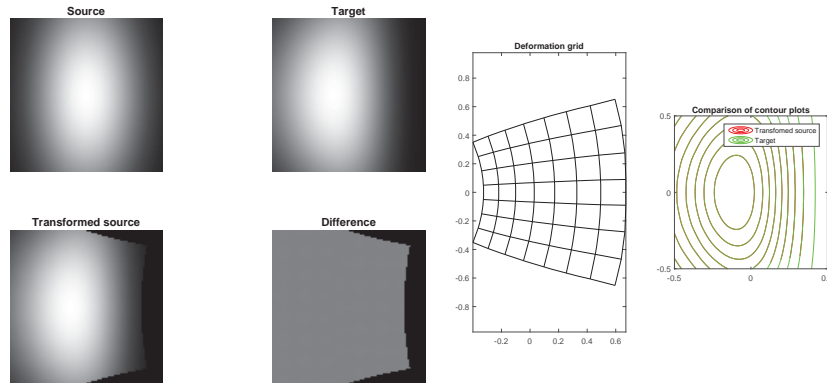 Source
Target
Deformation grid
0.8
0.6
0.4
0.2
0
-0.2
-0.4
-0.6
-0.8
-0.2
0
0.2
0.4
0.6
Comparison of contour plots
0.5
0
-0.5
-0.5
0
0.5
Transfomed source
Target
Transformed source
Difference